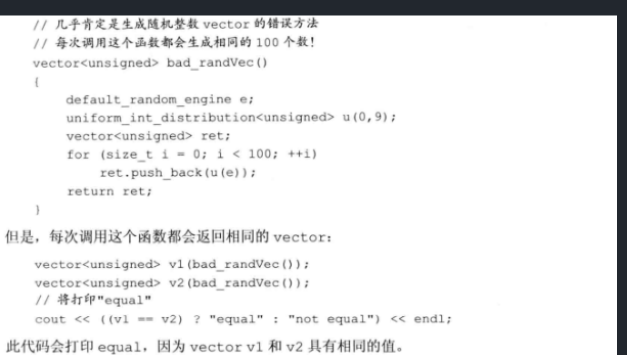 // 几乎肯定是生成随机整数 vector 的错误方法
// 每次调用这个函数都会生成相同的 100 个数!
vector<unsigned> bad_randVec()
{
default_random_engine e;
uniform_int_distribution<unsigned> u(0,9);
vector<unsigned> ret;
for (size_t i = 0; i < 100; ++i)
ret.push_back(u(e));
return ret;
}
但是，每次调用这个函数都会返回相同的 vector:
vector<unsigned> v1(bad_randVec());
vector<unsigned> v2(bad_randVec());
// 将打印"equal"
cout << ((v1 == v2) ? "equal" : "not equal") << endl;
此代码会打印 equal，因为 vector v1 和 v2 具有相同的值。